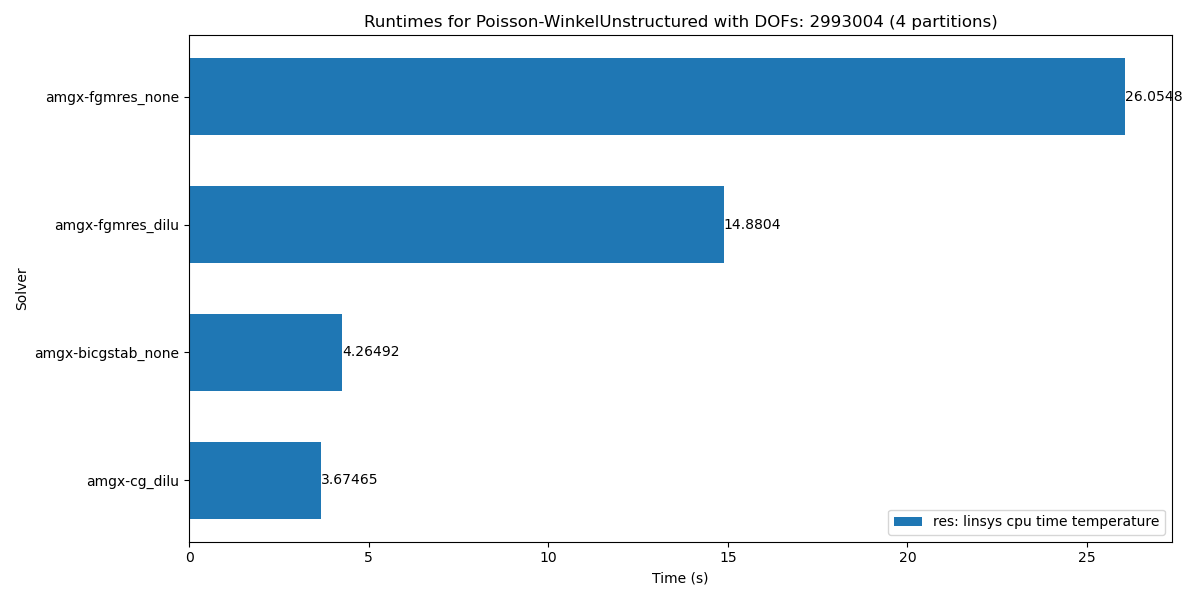 Runtimes for Poisson-WinkelUnstructured with DOFs: 2993004 (4 partitions)
amgx-fgmres_none
26.0548
amgx-fgmres_dilu
14.8804
Solver
amgx-bicgstab_none
4.26492
amgx-cg_dilu
3.67465
res: linsys cpu time temperature
0 5 10 15 20 25
Time (s)